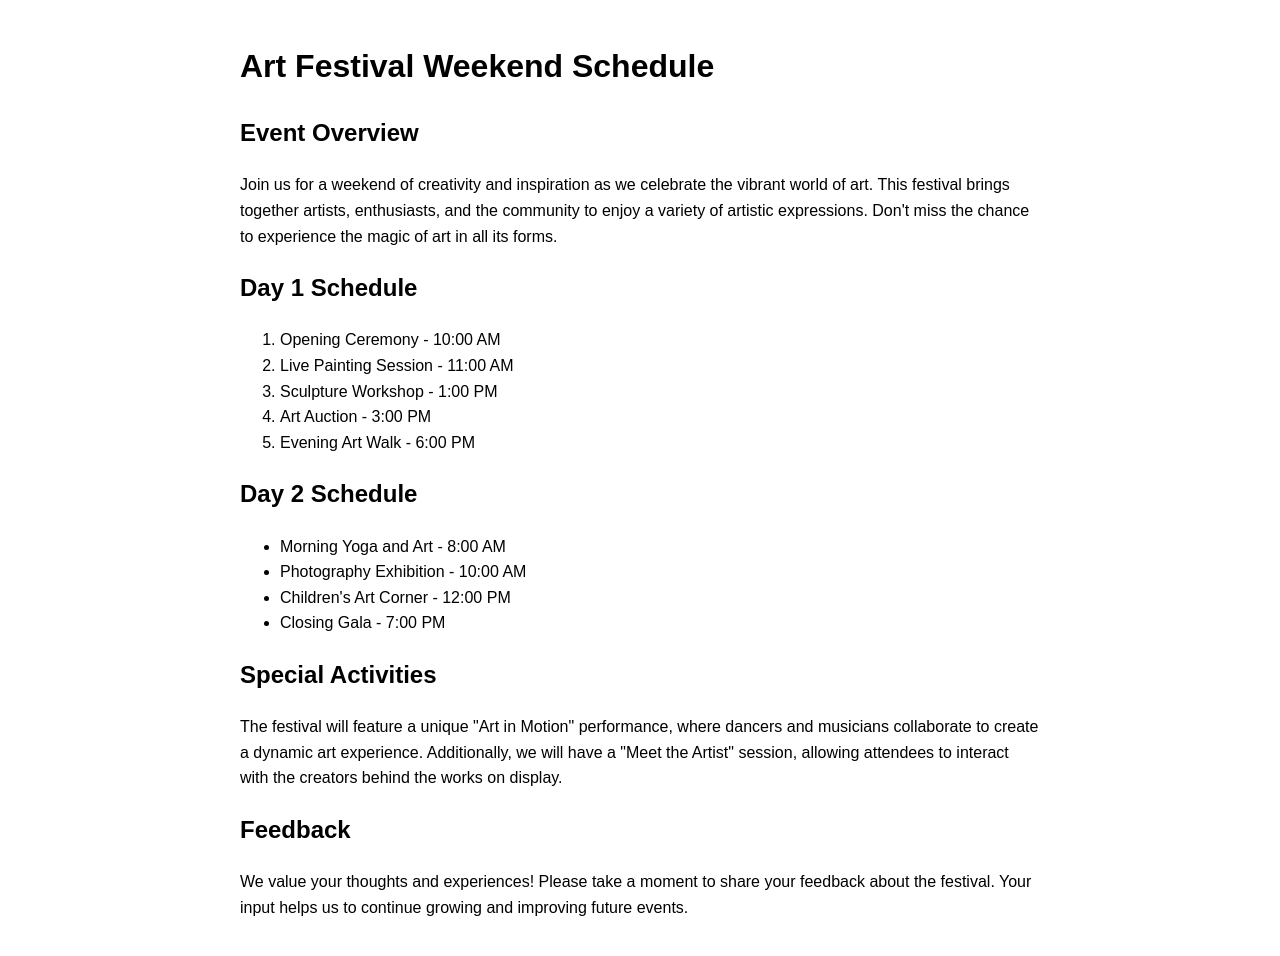 Art Festival Weekend Schedule
Event Overview
Join us for a weekend of creativity and inspiration as we celebrate the vibrant world of art. This festival brings
together artists, enthusiasts, and the community to enjoy a variety of artistic expressions. Don't miss the chance
to experience the magic of art in all its forms.
Day 1 Schedule
1. Opening Ceremony - 10:00 AM
2. Live Painting Session - 11:00 AM
3. Sculpture Workshop - 1:00 PM
4. Art Auction - 3:00 PM
5. Evening Art Walk - 6:00 PM
Day 2 Schedule
• Morning Yoga and Art - 8:00 AM
• Photography Exhibition - 10:00 AM
• Children's Art Corner - 12:00 PM
• Closing Gala - 7:00 PM
Special Activities
The festival will feature a unique "Art in Motion" performance, where dancers and musicians collaborate to create
a dynamic art experience. Additionally, we will have a "Meet the Artist" session, allowing attendees to interact
with the creators behind the works on display.
Feedback
We value your thoughts and experiences! Please take a moment to share your feedback about the festival. Your
input helps us to continue growing and improving future events.